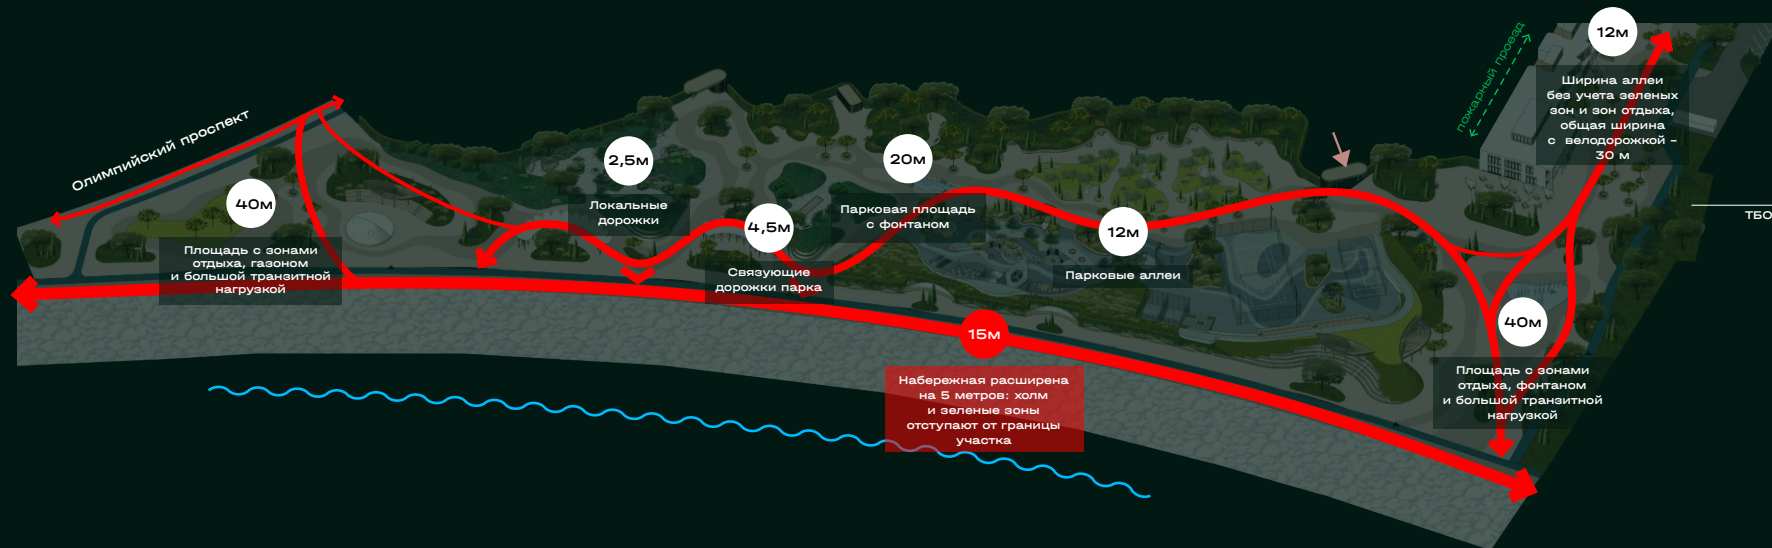 Олимпийский проспект
40м
Площадь с зонами
отдыха, газоном
и большой транзитной
нагрузкой
2,5м
Локальные
дорожки
4,5м
Связующие
дорожки парка
20м
Парковая площадь
с фонтаном
12м
Парковые аллеи
15м
Набережная расширена
на 5 метров: холм
и зеленые зоны
отступают от границы
участка
пожарный проезд
12м
Ширина аллеи
без учета зеленых
зон и зон отдыха,
общая ширина
с велодорожкой –
30 м
ТБО
40м
Площадь с зонами
отдыха, фонтаном
и большой транзитной
нагрузкой